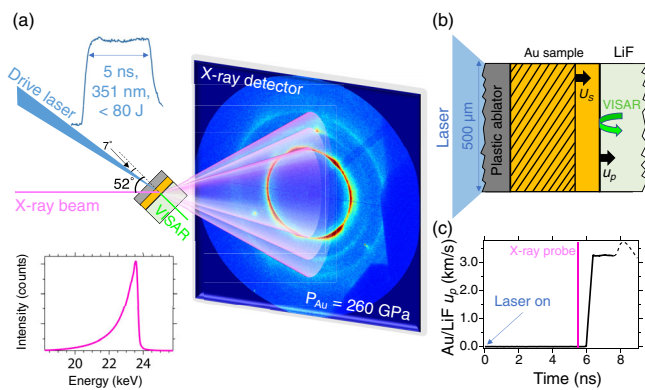 (a)
5 ns,
351 nm,
< 80 J
Drive laser
7°
52°
X-ray beam
VISAR
X-ray detector
P_Au = 260 GPa
Intensity (counts)
20 22 24
Energy (keV)
(b)
Au sample LiF
Laser
500 μm
Plastic ablator
U_s
VISAR
u_p
(c)
X-ray probe
Au/LiF u_p (km/s)
3.0
2.0
1.0
0.0
Laser on
0 2 4 6 8
Time (ns)